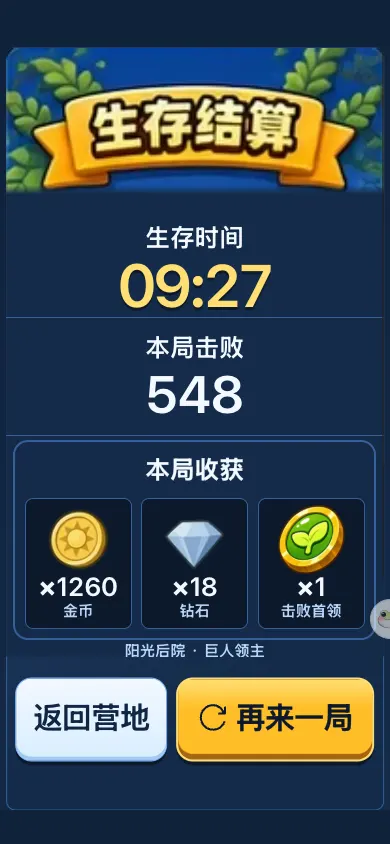 生存结算
生存时间
09:27
本局击败
548
本局收获
×1260
金币
×18
钻石
×1
击败首领
阳光后院 · 巨人领主
返回营地
再来一局